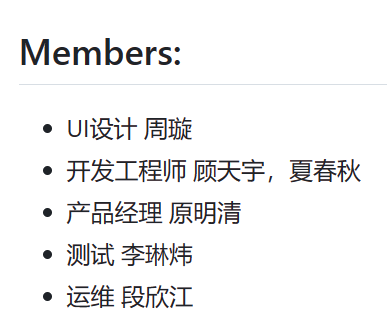 Members:
UI设计 周璇
开发工程师 顾天宇，夏春秋
产品经理 原明清
测试 李琳炜
运维 段欣江